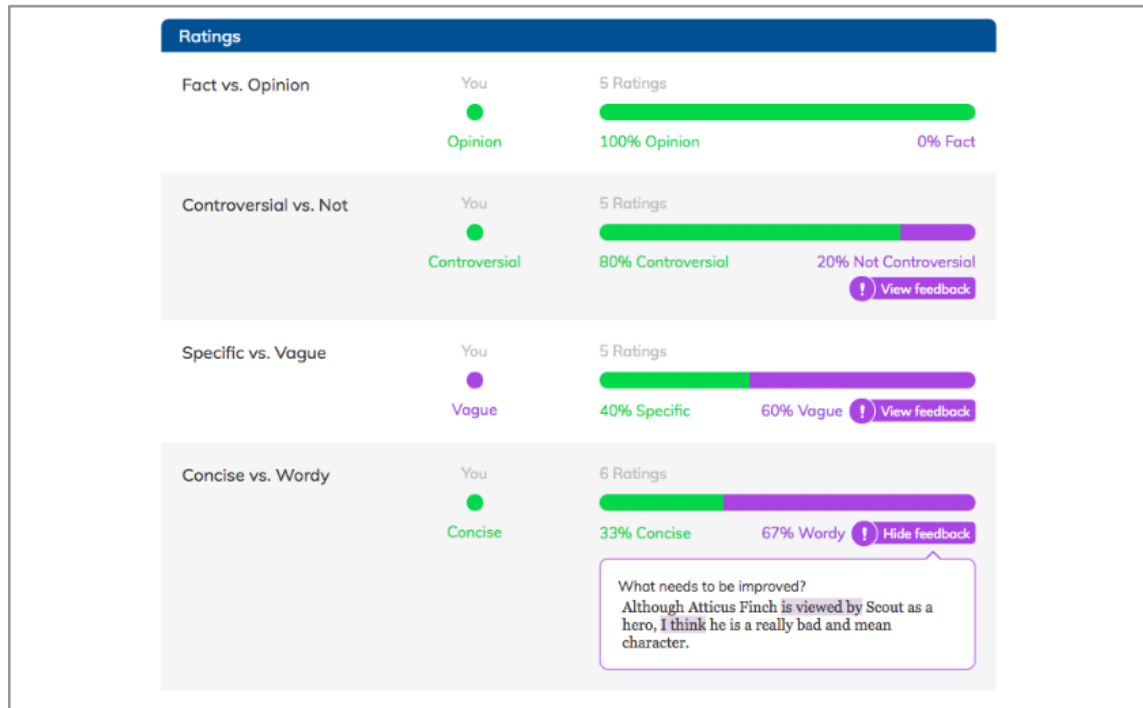 Ratings
Fact vs. Opinion
You
5 Ratings
Opinion
100% Opinion
0% Fact
Controversial vs. Not
You
5 Ratings
Controversial
80% Controversial
20% Not Controversial
! View feedback
Specific vs. Vague
You
5 Ratings
Vague
40% Specific
60% Vague
! View feedback
Concise vs. Wordy
You
6 Ratings
Concise
33% Concise
67% Wordy
! Hide feedback
What needs to be improved?
Although Atticus Finch is viewed by Scout as a
hero, I think he is a really bad and mean
character.